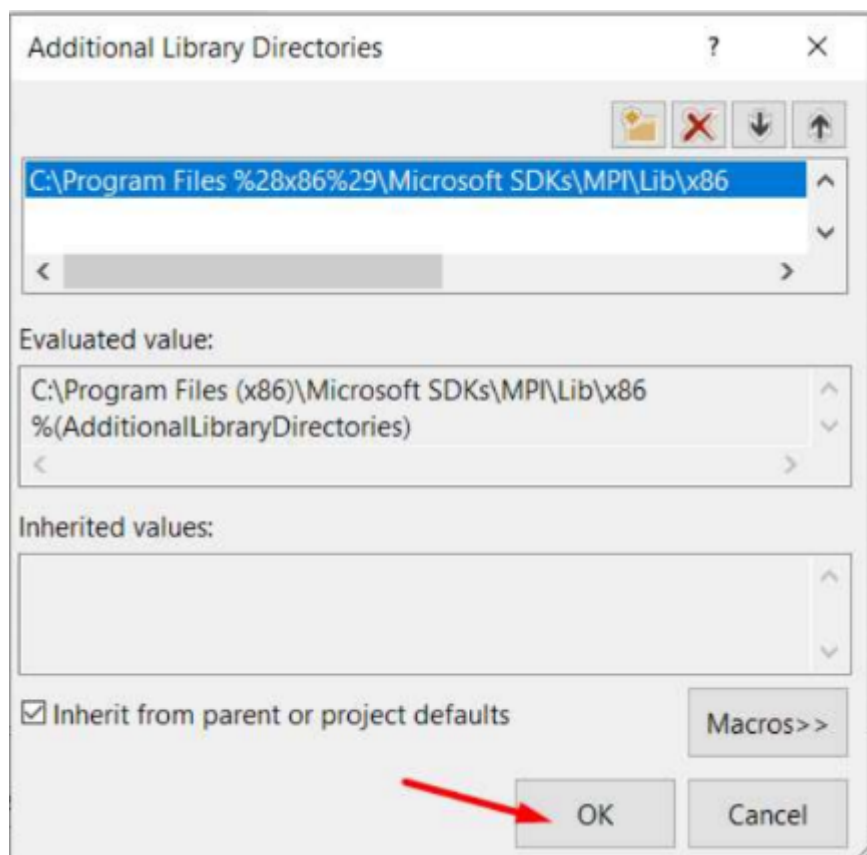 Additional Library Directories ? ×
C:\Program Files %28x86%29\Microsoft SDKs\MPI\Lib\x86
Evaluated value:
C:\Program Files (x86)\Microsoft SDKs\MPI\Lib\x86
%(AdditionalLibraryDirectories)
Inherited values:
Inherit from parent or project defaults
Macros>>
OK Cancel